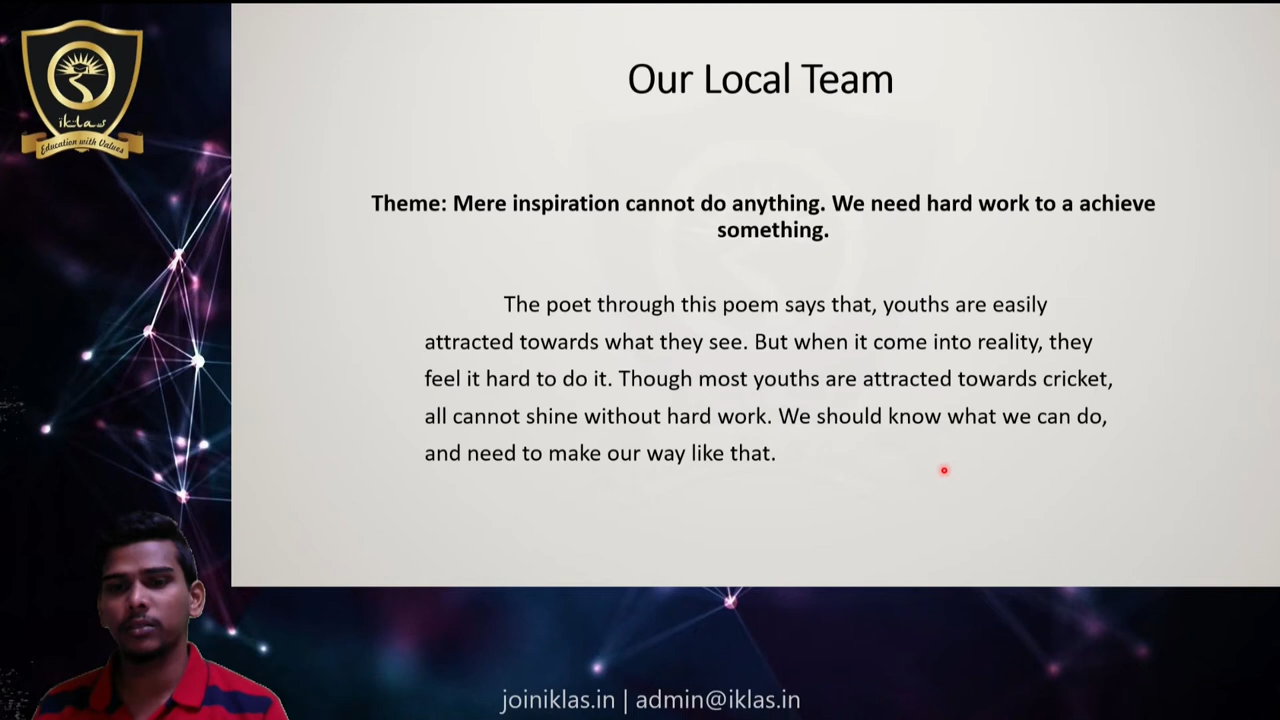 iklas
Education with Values
Our Local Team
Theme: Mere inspiration cannot do anything. We need hard work to a achieve
something.
The poet through this poem says that, youths are easily
attracted towards what they see. But when it come into reality, they
feel it hard to do it. Though most youths are attracted towards cricket,
all cannot shine without hard work. We should know what we can do,
and need to make our way like that.
joiniklas.in | admin@iklas.in